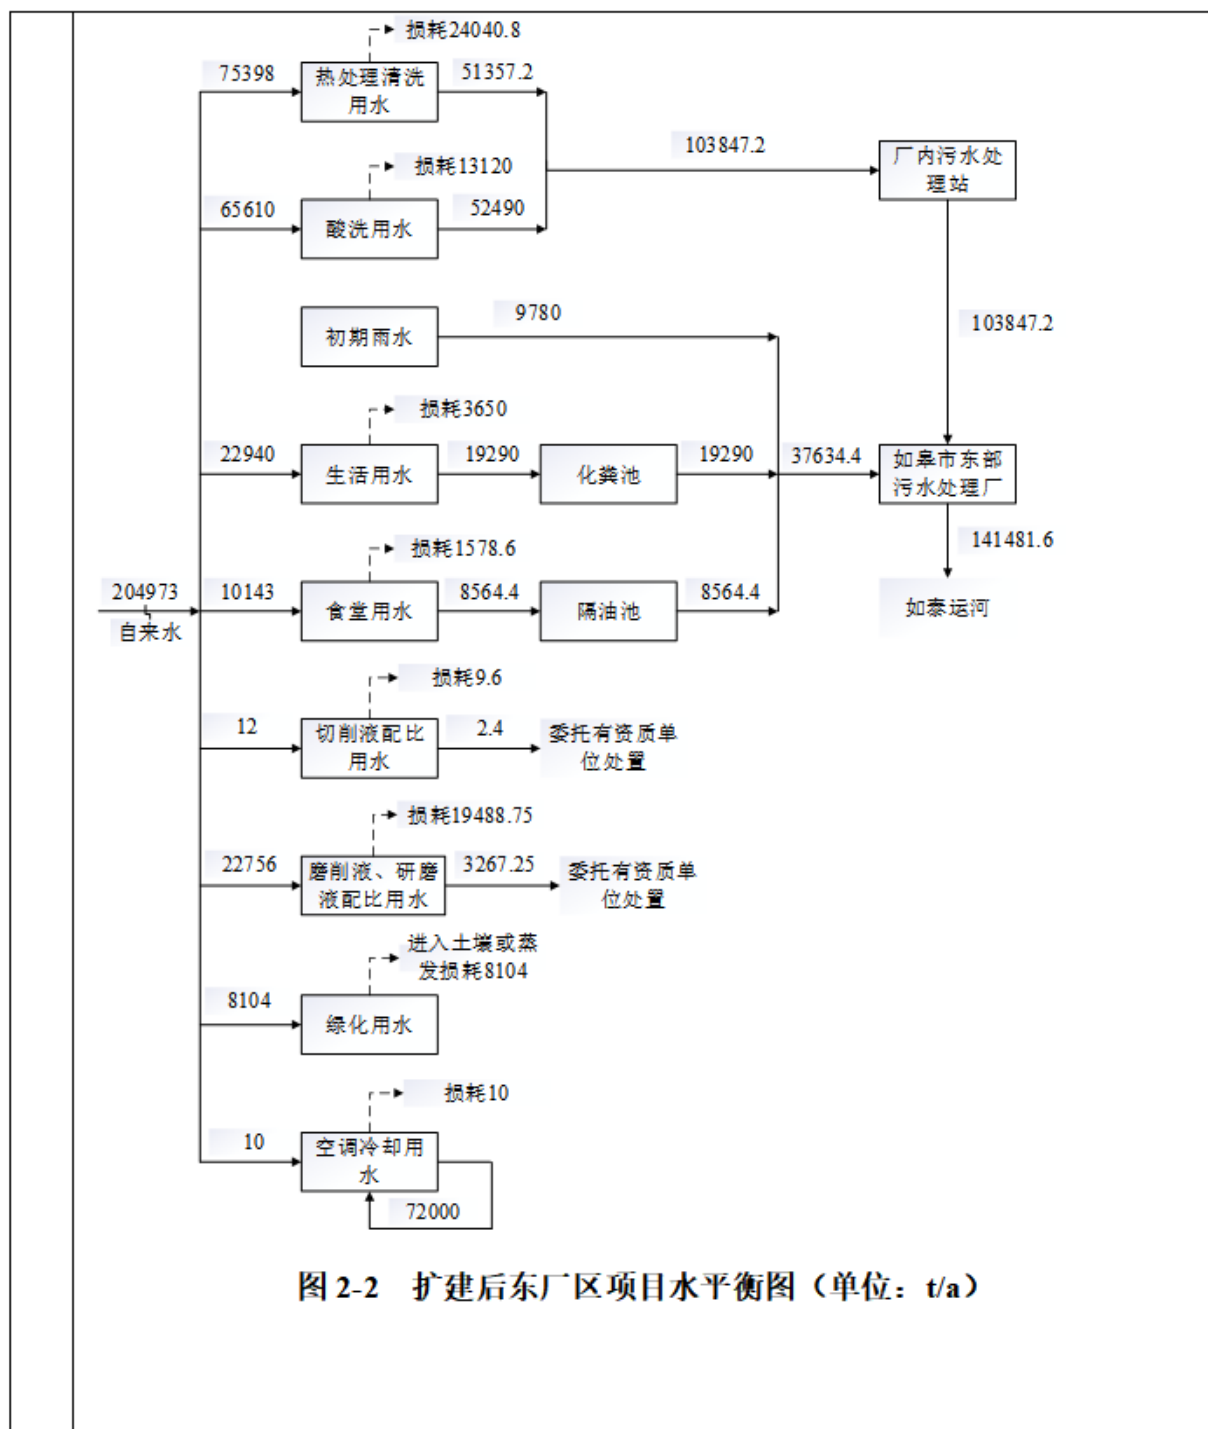 损耗24040.8
75398
热处理清洗
用水
51357.2
103847.2
厂内污水处
理站
损耗13120
65610
酸洗用水
52490
初期雨水
9780
103847.2
损耗3650
22940
生活用水
19290
化粪池
19290
37634.4
如皋市东部
污水处理厂
141481.6
如泰运河
损耗1578.6
204973
自来水
10143
食堂用水
8564.4
隔油池
8564.4
损耗9.6
12
切削液配比
用水
2.4
委托有资质单
位处置
损耗19488.75
22756
磨削液、研磨
液配比用水
3267.25
委托有资质单
位处置
进入土壤或蒸
发损耗8104
8104
绿化用水
损耗10
10
空调冷却用
水
72000
图 2-2 扩建后东厂区项目水平衡图（单位：t/a）